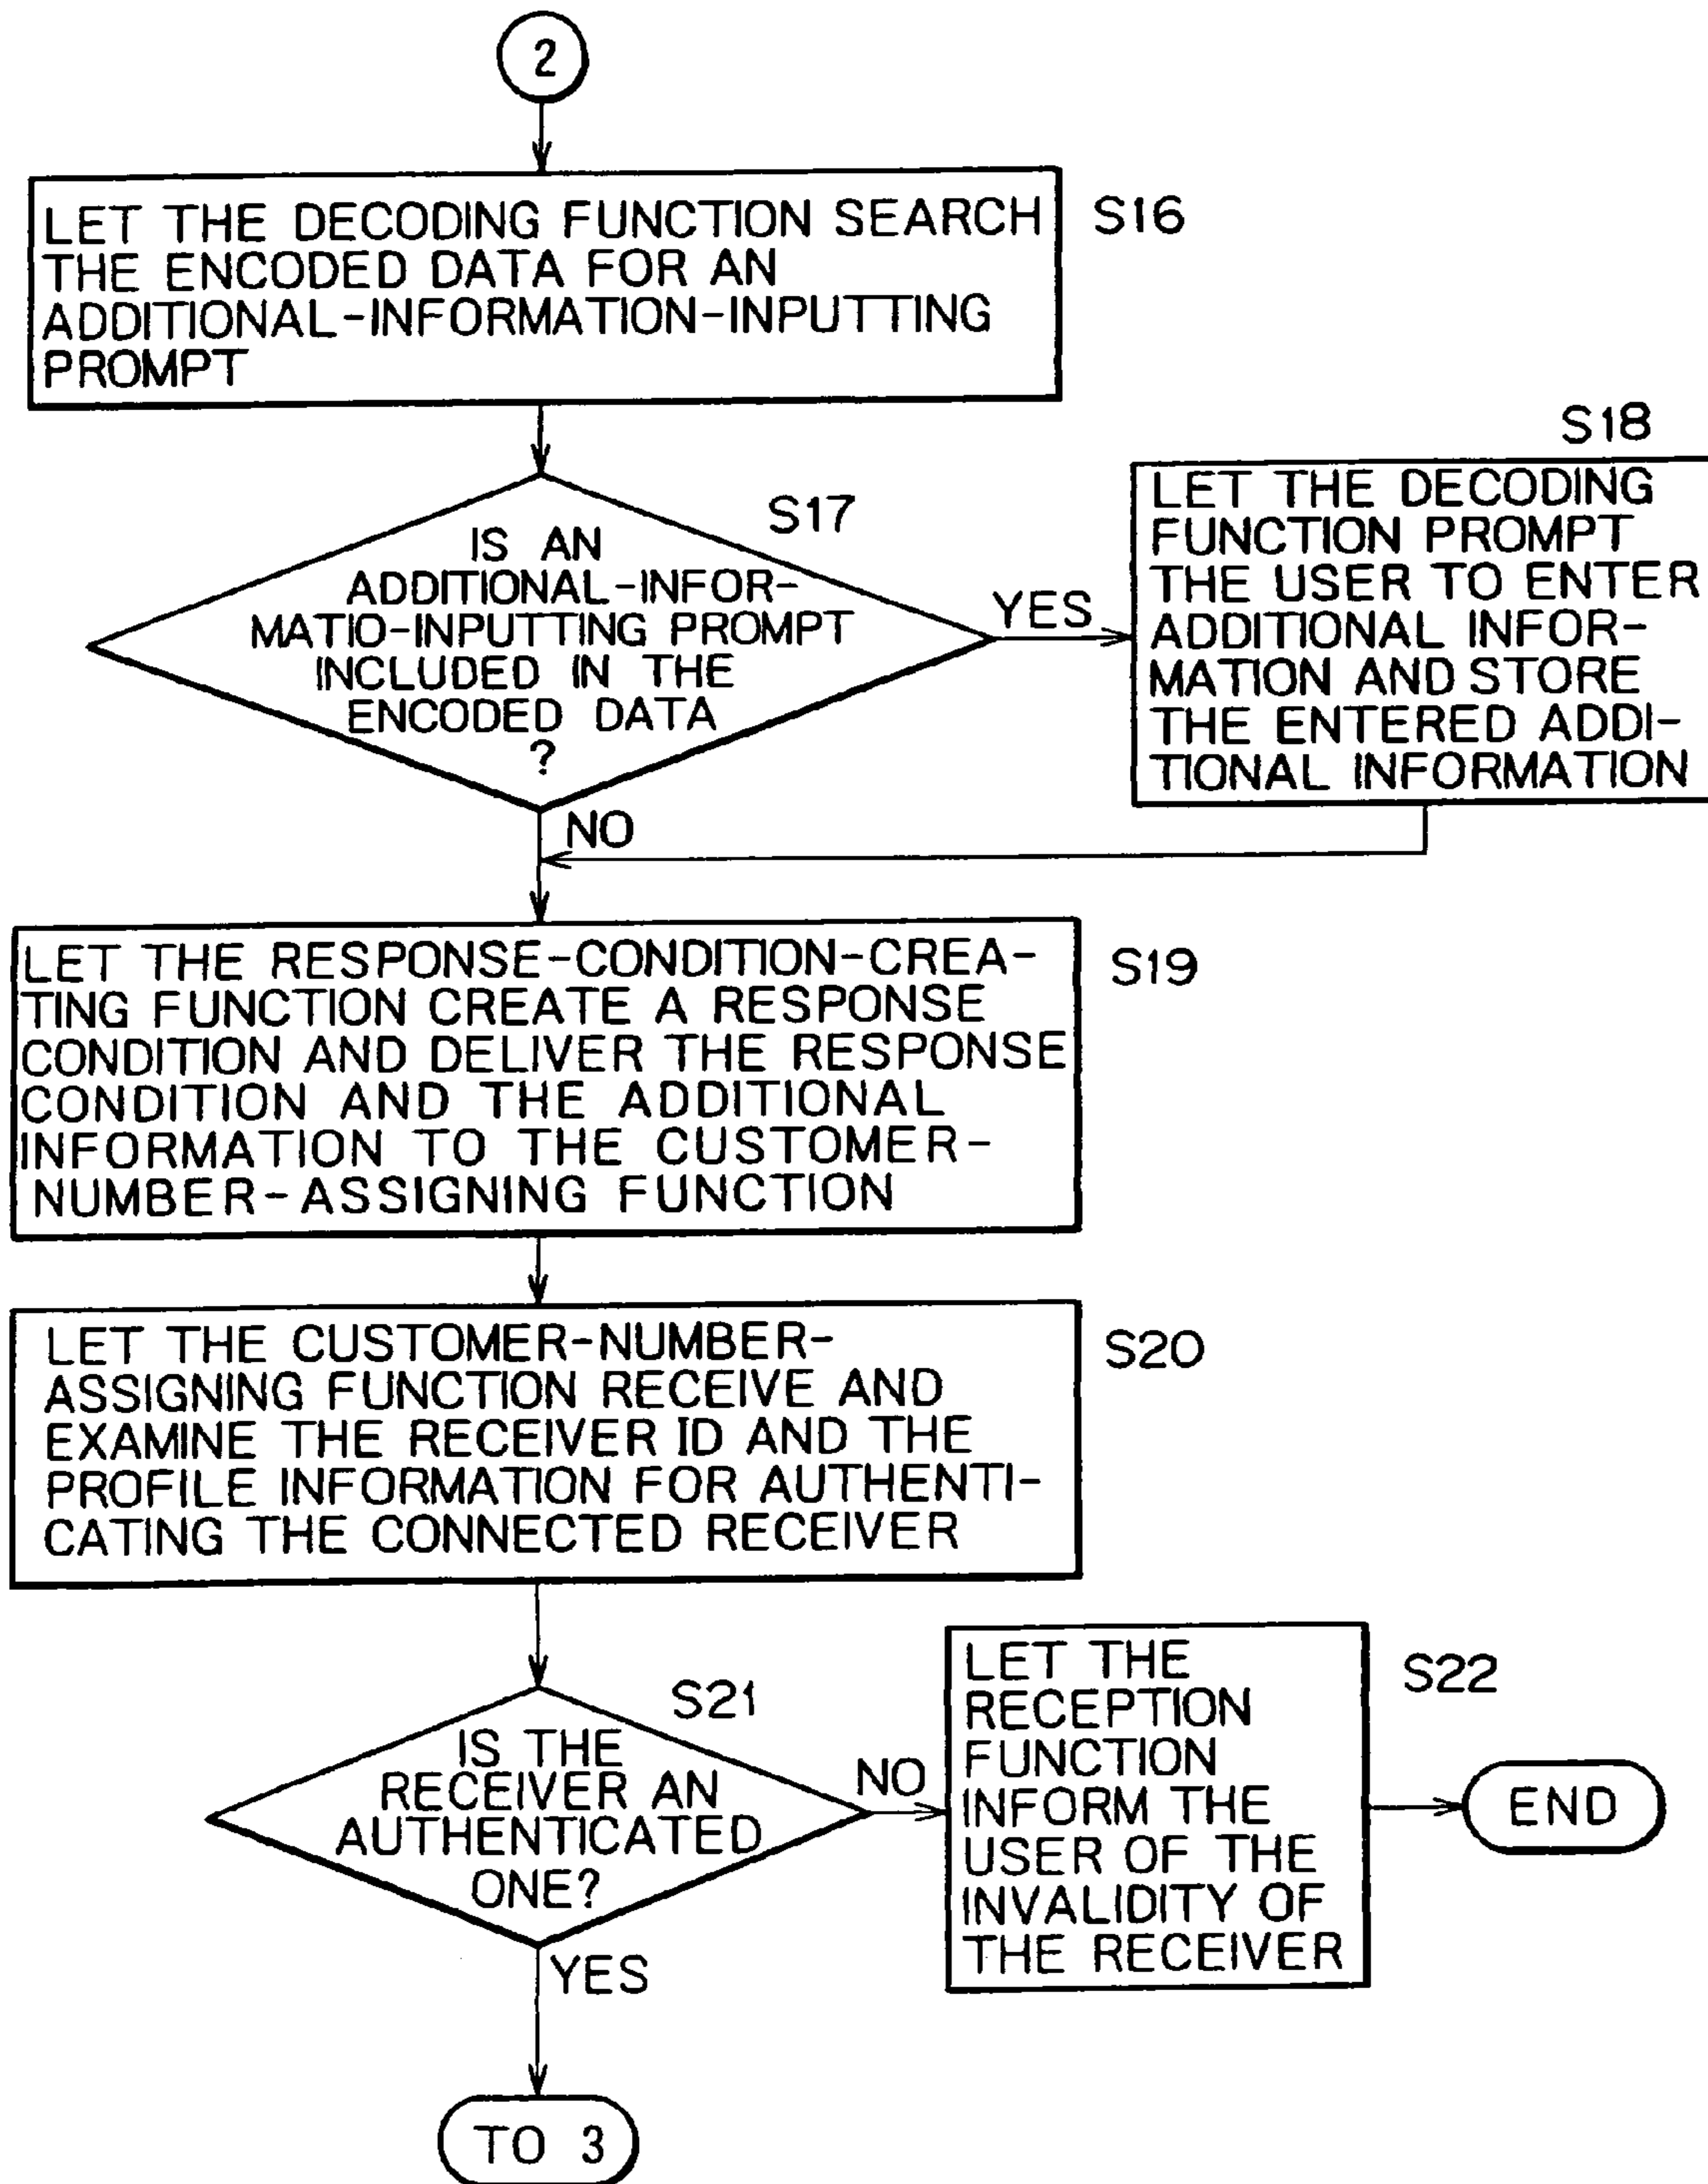 2
LET THE DECODING FUNCTION SEARCH
THE ENCODED DATA FOR AN
ADDITIONAL-INFORMATION-INPUTTING
PROMPT
S16
IS AN
ADDITIONAL-INFOR-
MATIO-INPUTTING PROMPT
INCLUDED IN THE
ENCODED DATA
?
S17
YES
S18
LET THE DECODING
FUNCTION PROMPT
THE USER TO ENTER
ADDITIONAL INFOR-
MATION AND STORE
THE ENTERED ADDI-
TIONAL INFORMATION
NO
LET THE RESPONSE-CONDITION-CREA-
TING FUNCTION CREATE A RESPONSE
CONDITION AND DELIVER THE RESPONSE
CONDITION AND THE ADDITIONAL
INFORMATION TO THE CUSTOMER-
NUMBER-ASSIGNING FUNCTION
S19
LET THE CUSTOMER-NUMBER-
ASSIGNING FUNCTION RECEIVE AND
EXAMINE THE RECEIVER ID AND THE
PROFILE INFORMATION FOR AUTHENTI-
CATING THE CONNECTED RECEIVER
S20
IS THE
RECEIVER AN
AUTHENTICATED
ONE?
S21
NO
LET THE
RECEPTION
FUNCTION
INFORM THE
USER OF THE
INVALIDITY OF
THE RECEIVER
S22
END
YES
TO 3